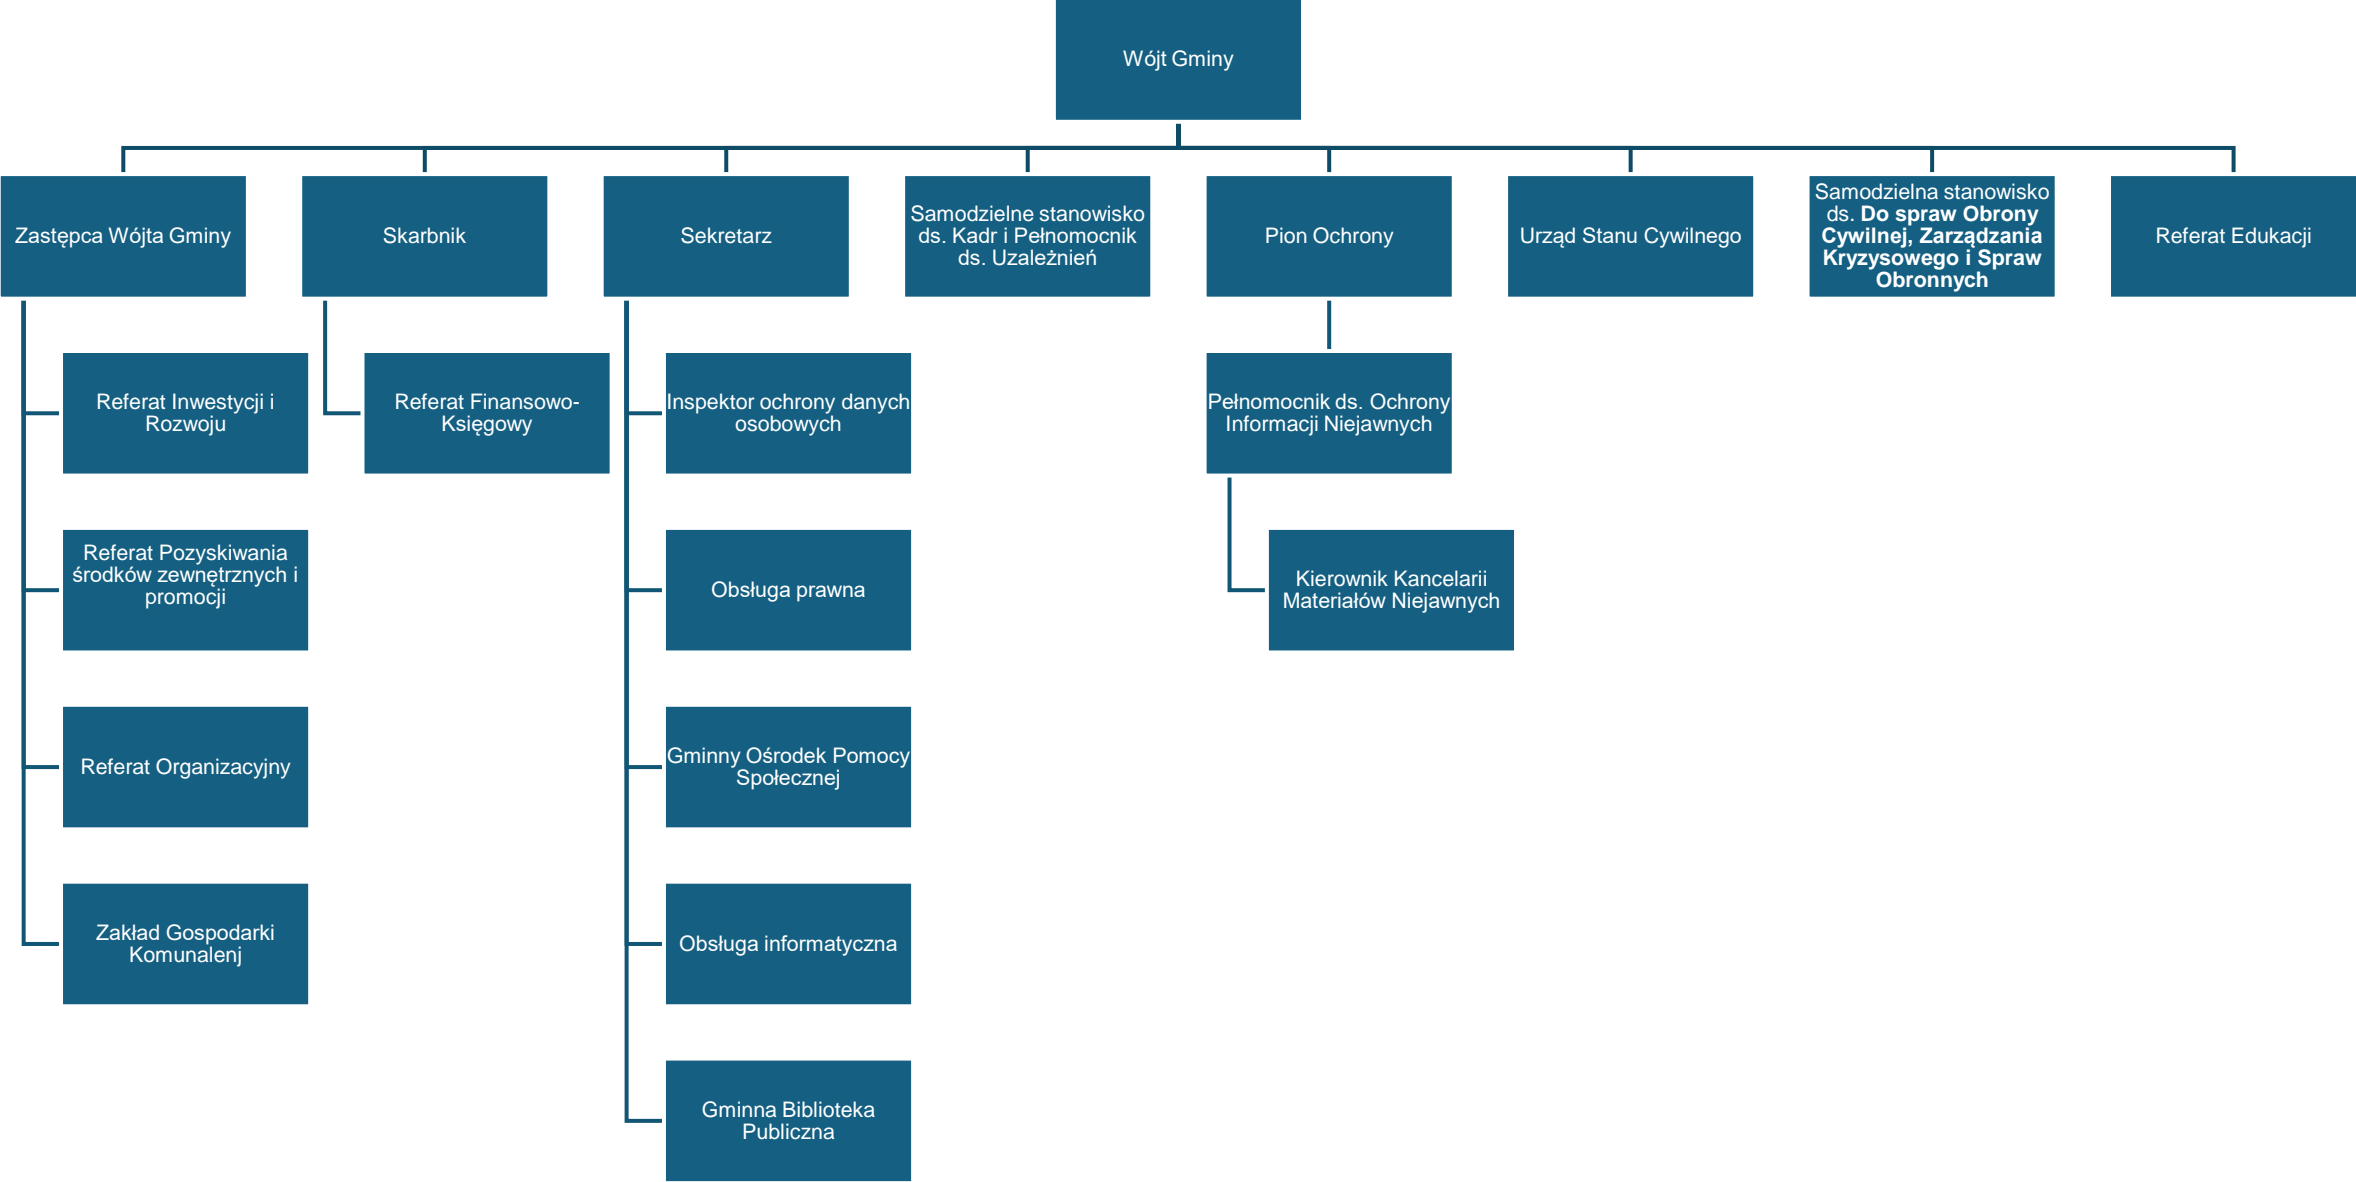 Wójt Gminy
Zastępca Wójta Gminy
Skarbnik
Sekretarz
Samodzielne stanowisko
ds. Kadr i Pełnomocnik
ds. Uzależnień
Pion Ochrony
Urząd Stanu Cywilnego
Samodzielna stanowisko
ds. Do spraw Obrony
Cywilnej, Zarządzania
Kryzysowego i Spraw
Obronnych
Referat Edukacji
Referat Inwestycji i
Rozwoju
Referat Finansowo-
Księgowy
Inspektor ochrony danych
osobowych
Pełnomocnik ds. Ochrony
Informacji Niejawnych
Referat Pozyskiwania
środków zewnętrznych i
promocji
Obsługa prawna
Kierownik Kancelarii
Materiałów Niejawnych
Referat Organizacyjny
Gminny Ośrodek Pomocy
Społecznej
Zakład Gospodarki
Komunalenj
Obsługa informatyczna
Gminna Biblioteka
Publiczna